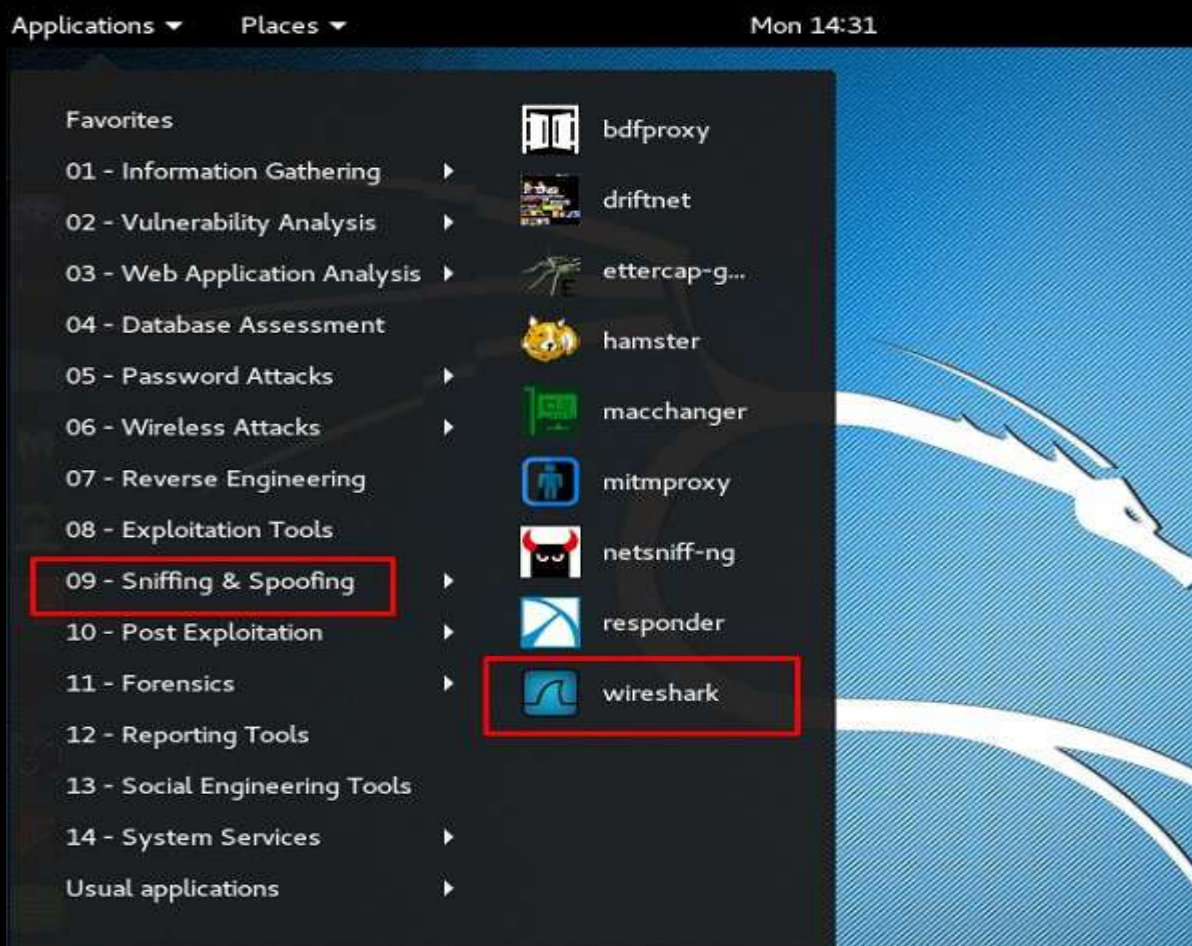 Applications Places Mon 14:31
Favorites
01 - Information Gathering
02 - Vulnerability Analysis
03 - Web Application Analysis
04 - Database Assessment
05 - Password Attacks
06 - Wireless Attacks
07 - Reverse Engineering
08 - Exploitation Tools
09 - Sniffing & Spoofing
10 - Post Exploitation
11 - Forensics
12 - Reporting Tools
13 - Social Engineering Tools
14 - System Services
Usual applications
bdfproxy
driftnet
ettercap-g...
hamster
macchanger
mitmproxy
netsniff-ng
responder
wireshark